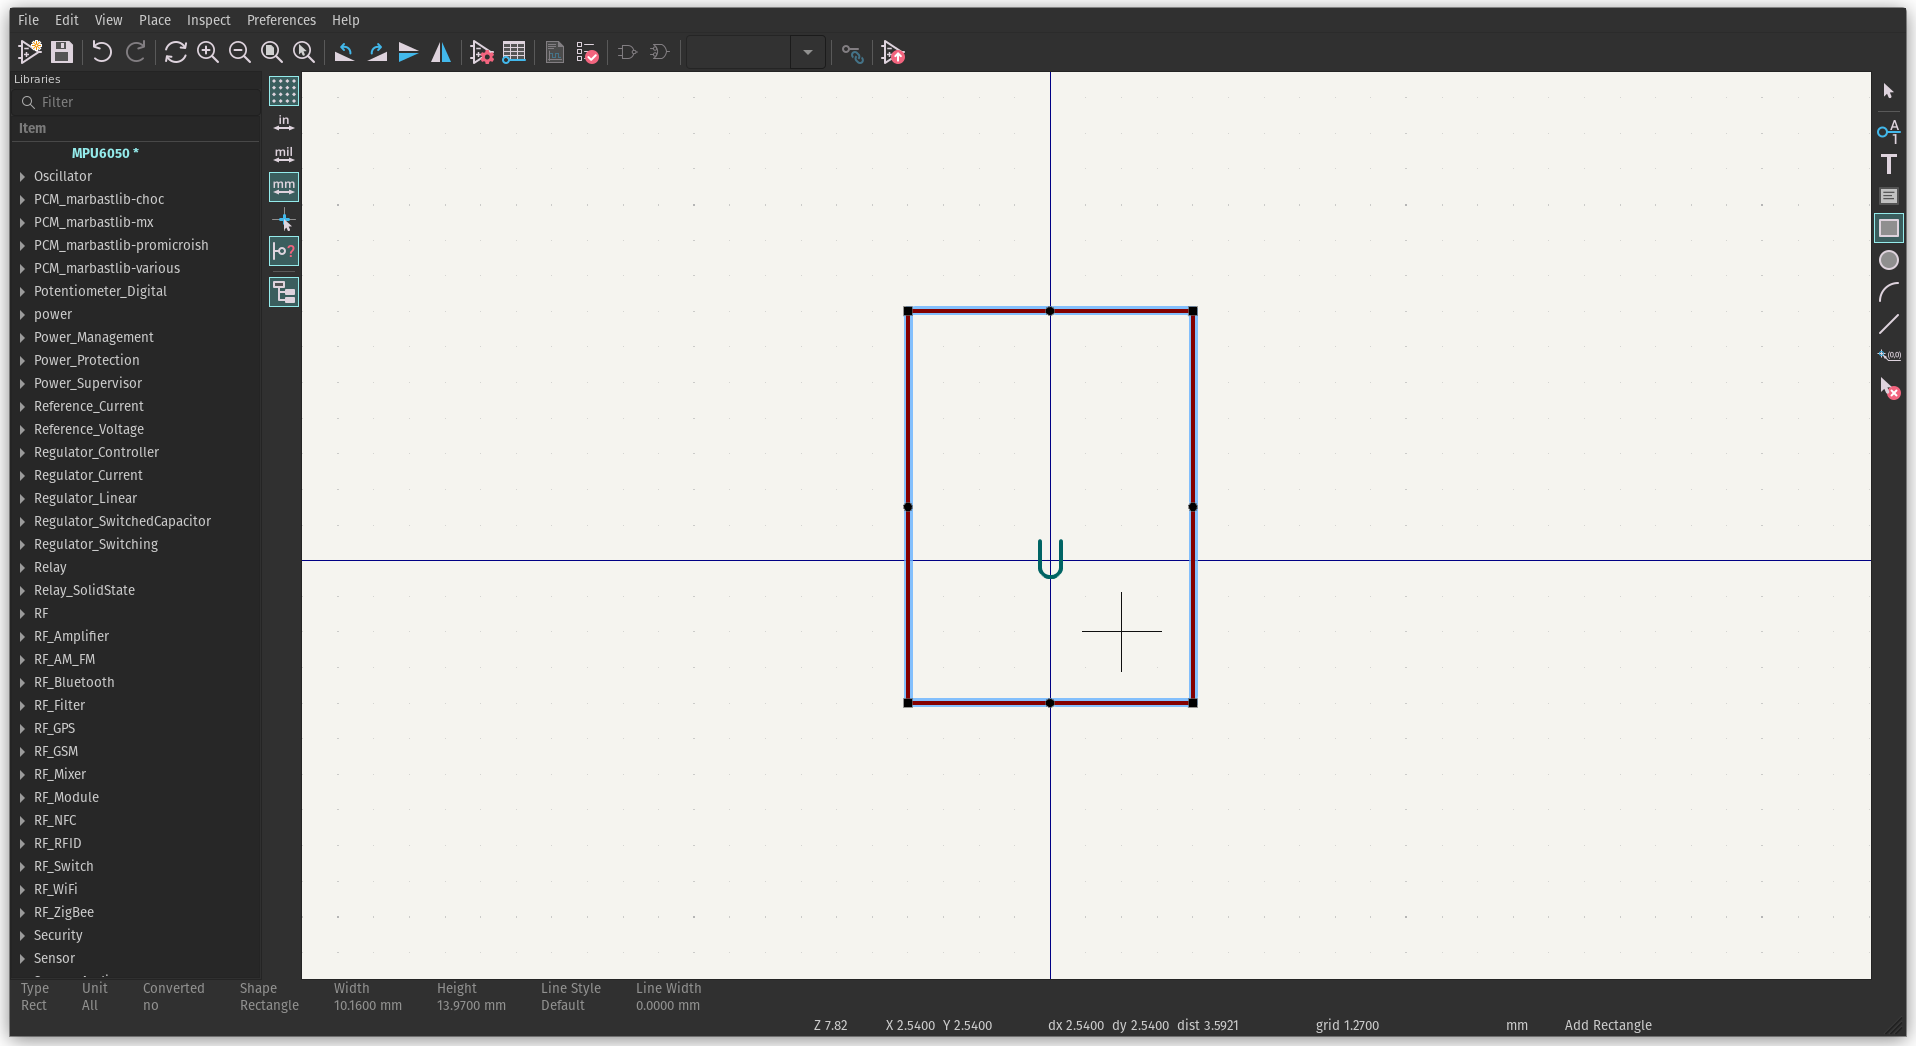 File Edit View Place Inspect Preferences Help
Libraries
Filter
Item
MPU6050 *
Oscillator
PCM_marbastlib-choc
PCM_marbastlib-mx
PCM_marbastlib-promicroish
PCM_marbastlib-various
Potentiometer_Digital
power
Power_Management
Power_Protection
Power_Supervisor
Reference_Current
Reference_Voltage
Regulator_Controller
Regulator_Current
Regulator_Linear
Regulator_SwitchedCapacitor
Regulator_Switching
Relay
Relay_SolidState
RF
RF_Amplifier
RF_AM_FM
RF_Bluetooth
RF_Filter
RF_GPS
RF_GSM
RF_Mixer
RF_Module
RF_NFC
RF_RFID
RF_Switch
RF_WiFi
RF_ZigBee
Security
Sensor
in
mil
mm
?
U
A
1
T
(0,0)
Type Unit Converted Shape Width Height Line Style Line Width
Rect All no Rectangle 10.1600 mm 13.9700 mm Default 0.0000 mm
Z 7.82 X 2.5400 Y 2.5400 dx 2.5400 dy 2.5400 dist 3.5921 grid 1.2700 mm Add Rectangle